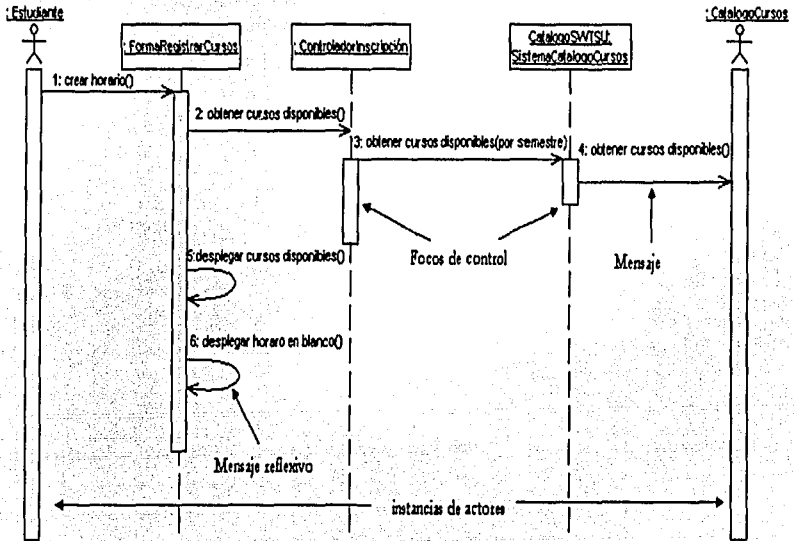 : Estudiante
: FormaRegistrarCursos
: ControladorInscripción
CatalogoSWTSU:
SistemaCatalogoCursos
: CatalogoCursos
1: crear horario()
2: obtener cursos disponibles()
3: obtener cursos disponibles(por semestre)
4: obtener cursos disponibles()
Focos de control
Mensaje
5:desplegar cursos disponibles()
6: desplegar horaro en blanco()
Mensaje reflexivo
instancias de actores